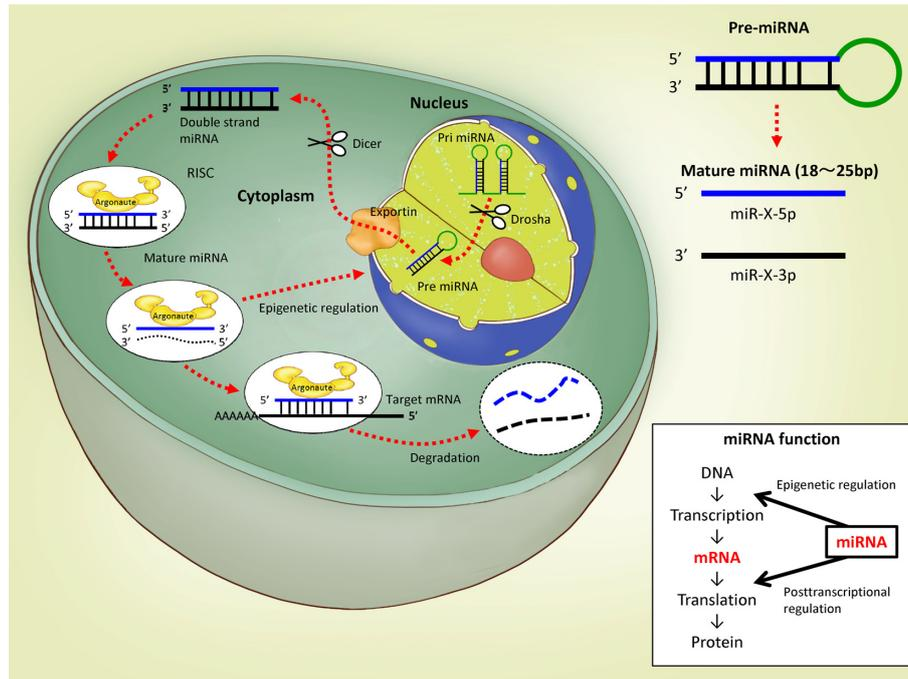 Pre-miRNA
5’
3’
Mature miRNA (18～25bp)
5’
miR-X-5p
3’
miR-X-3p
Nucleus
Pri miRNA
Drosha
Exportin
Pre miRNA
Dicer
Cytoplasm
5’
3’
Double strand
miRNA
RISC
Argonaute
5’ 3’
3’ 5’
Mature miRNA
Argonaute
5’ 3’
3’ 5’
Epigenetic regulation
Argonaute
5’ 3’
Target mRNA
AAAAAA 5’
Degradation
miRNA function
DNA
↓
Transcription
↓
mRNA
↓
Translation
↓
Protein
Epigenetic regulation
miRNA
Posttranscriptional
regulation